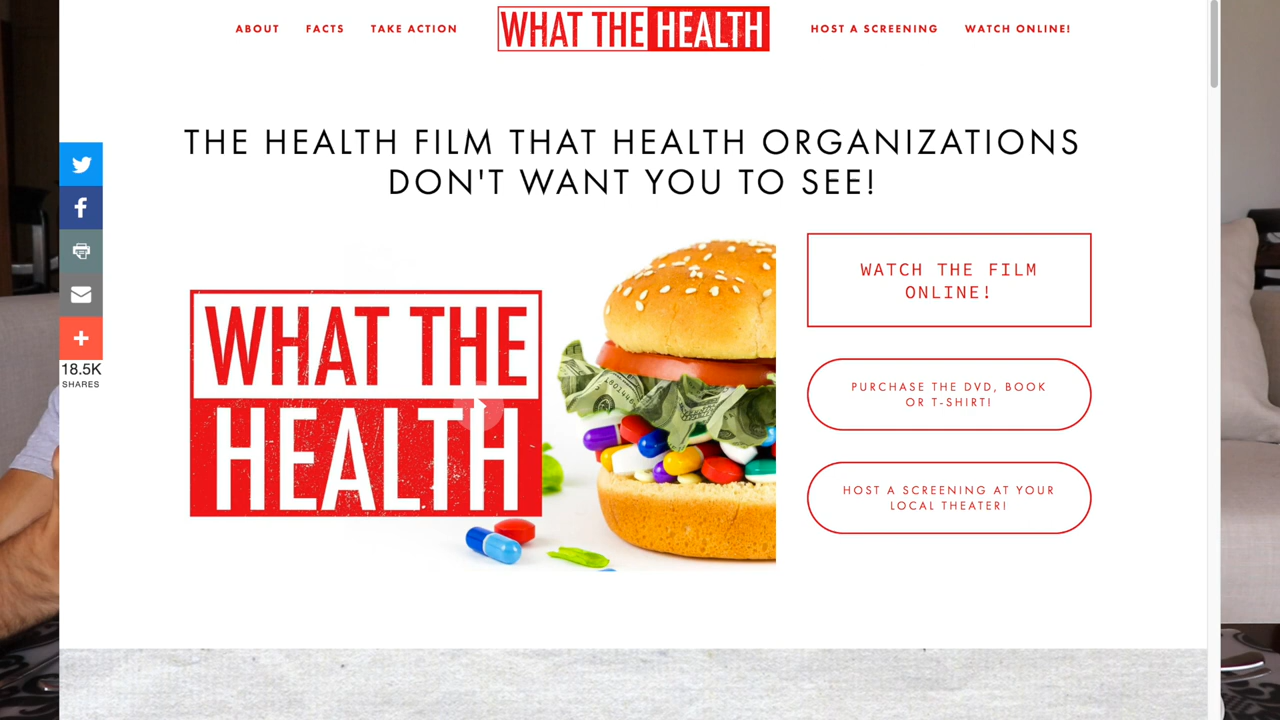 ABOUT FACTS TAKE ACTION WHAT THE HEALTH HOST A SCREENING WATCH ONLINE!
THE HEALTH FILM THAT HEALTH ORGANIZATIONS
DON'T WANT YOU TO SEE!
18.5K
SHARES
WHAT THE
HEALTH
WATCH THE FILM
ONLINE!
PURCHASE THE DVD, BOOK
OR T-SHIRT!
HOST A SCREENING AT YOUR
LOCAL THEATER!